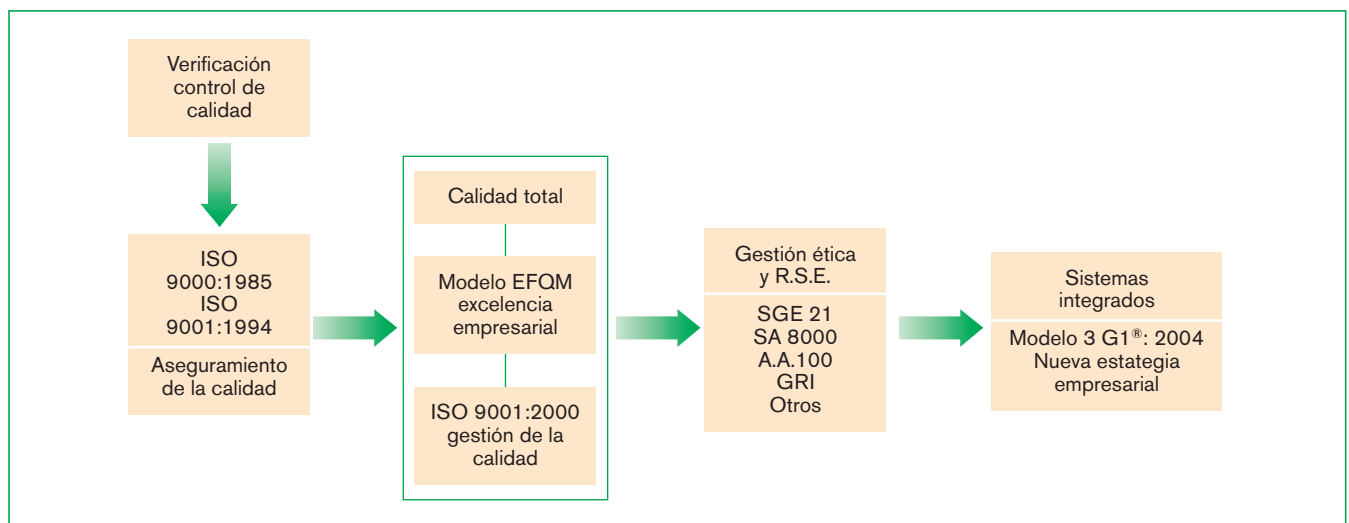 Verificación
control de
calidad
ISO
9000:1985
ISO
9001:1994
Aseguramiento
de la calidad
Calidad total
Modelo EFQM
excelencia
empresarial
ISO 9001:2000
gestión de la
calidad
Gestión ética
y R.S.E.
SGE 21
SA 8000
A.A.100
GRI
Otros
Sistemas
integrados
Modelo 3 G1®: 2004
Nueva estategia
empresarial